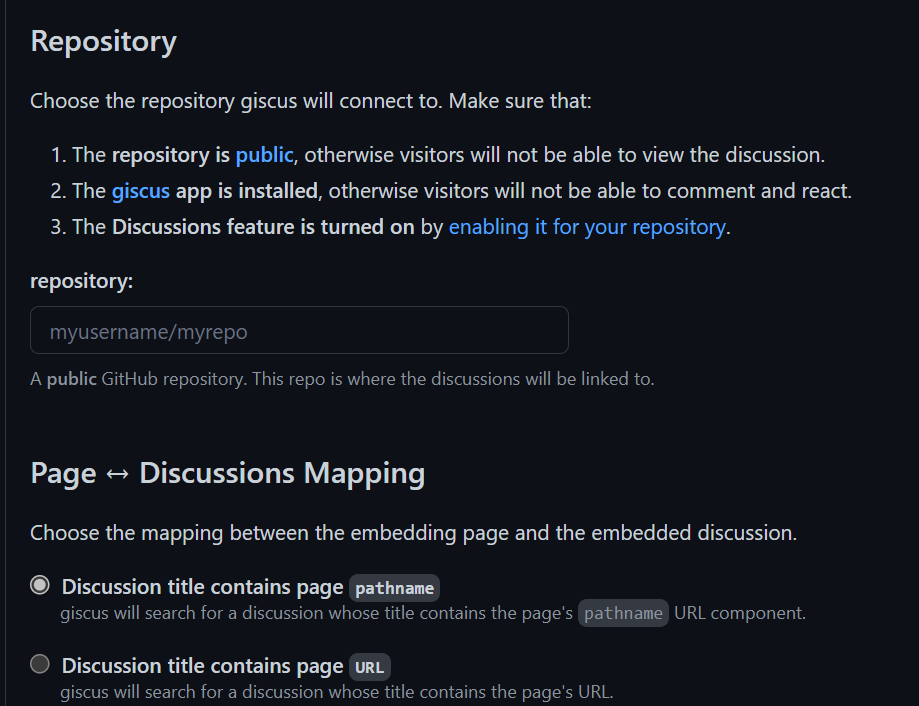 Repository
Choose the repository giscus will connect to. Make sure that:
1. The repository is public, otherwise visitors will not be able to view the discussion.
2. The giscus app is installed, otherwise visitors will not be able to comment and react.
3. The Discussions feature is turned on by enabling it for your repository.
repository:
myusername/myrepo
A public GitHub repository. This repo is where the discussions will be linked to.
Page ↔ Discussions Mapping
Choose the mapping between the embedding page and the embedded discussion.
Discussion title contains page pathname
giscus will search for a discussion whose title contains the page's pathname URL component.
Discussion title contains page URL
giscus will search for a discussion whose title contains the page's URL.